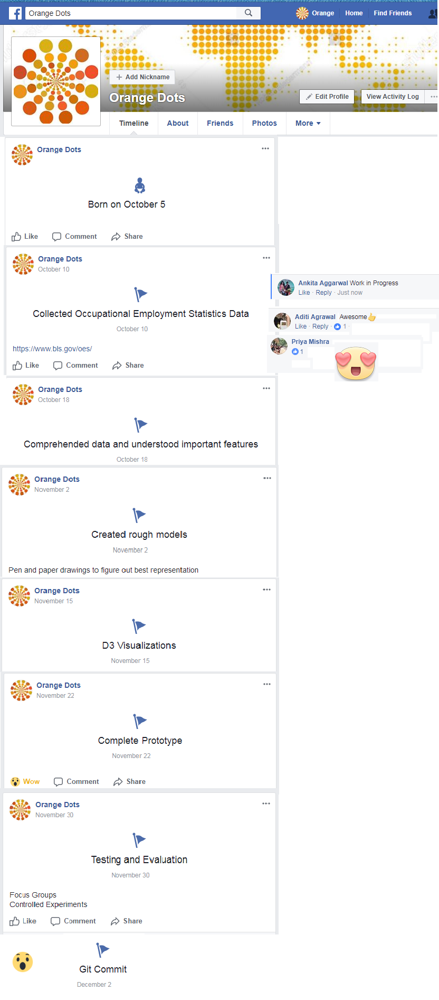 Orange Dots
Orange
Home
Find Friends
Add Nickname
Orange Dots
Edit Profile
View Activity Log
Timeline
About
Friends
Photos
More
Orange Dots
Born on October 5
Like
Comment
Share
Orange Dots
October 10
Collected Occupational Employment Statistics Data
October 10
https://www.bls.gov/oes/
Like
Comment
Share
Ankita Aggarwal Work in Progress
Like · Reply · Just now
Aditi Agrawal Awesome👍
Like · Reply · 1 ·
Priya Mishra
1
Orange Dots
October 18
Comprehended data and understood important features
October 18
Orange Dots
November 2
Created rough models
November 2
Pen and paper drawings to figure out best representation
Orange Dots
November 15
D3 Visualizations
November 15
Orange Dots
November 22
Complete Prototype
November 22
Wow
Comment
Share
Orange Dots
November 30
Testing and Evaluation
November 30
Focus Groups
Controlled Experiments
Like
Comment
Share
Git Commit
December 2